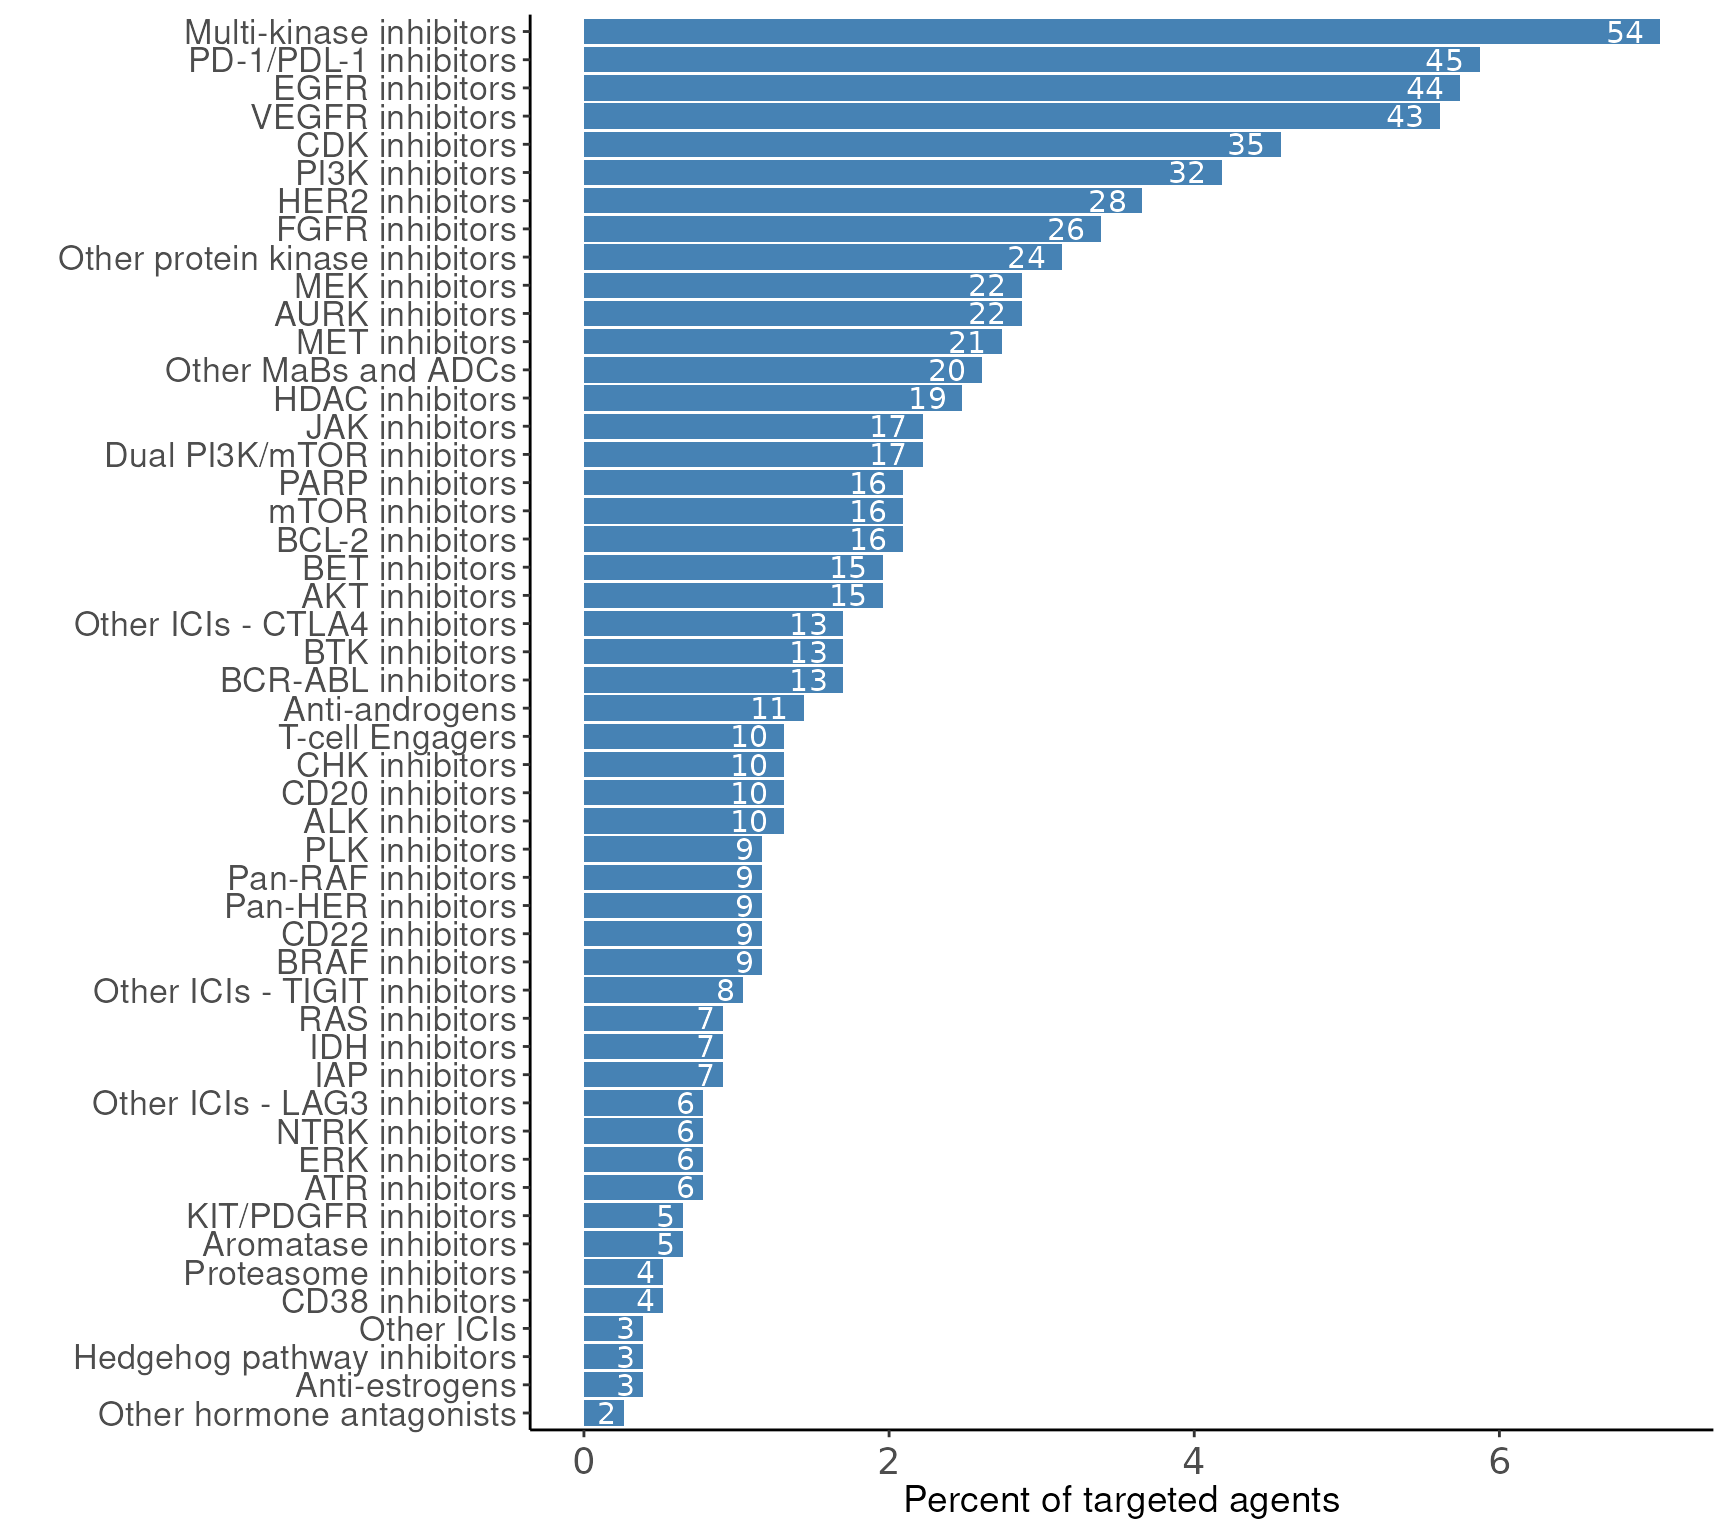 Multi-kinase inhibitors 54
PD-1/PDL-1 inhibitors 45
EGFR inhibitors 44
VEGFR inhibitors 43
CDK inhibitors 35
PI3K inhibitors 32
HER2 inhibitors 28
FGFR inhibitors 26
Other protein kinase inhibitors 24
MEK inhibitors 22
AURK inhibitors 22
MET inhibitors 21
Other MaBs and ADCs 20
HDAC inhibitors 19
JAK inhibitors 17
Dual PI3K/mTOR inhibitors 17
PARP inhibitors 16
mTOR inhibitors 16
BCL-2 inhibitors 16
BET inhibitors 15
AKT inhibitors 15
Other ICIs - CTLA4 inhibitors 13
BTK inhibitors 13
BCR-ABL inhibitors 13
Anti-androgens 11
T-cell Engagers 10
CHK inhibitors 10
CD20 inhibitors 10
ALK inhibitors 10
PLK inhibitors 9
Pan-RAF inhibitors 9
Pan-HER inhibitors 9
CD22 inhibitors 9
BRAF inhibitors 9
Other ICIs - TIGIT inhibitors 8
RAS inhibitors 7
IDH inhibitors 7
IAP inhibitors 7
Other ICIs - LAG3 inhibitors 6
NTRK inhibitors 6
ERK inhibitors 6
ATR inhibitors 6
KIT/PDGFR inhibitors 5
Aromatase inhibitors 5
Proteasome inhibitors 4
CD38 inhibitors 4
Other ICIs 3
Hedgehog pathway inhibitors 3
Anti-estrogens 3
Other hormone antagonists 2
0 2 4 6
Percent of targeted agents